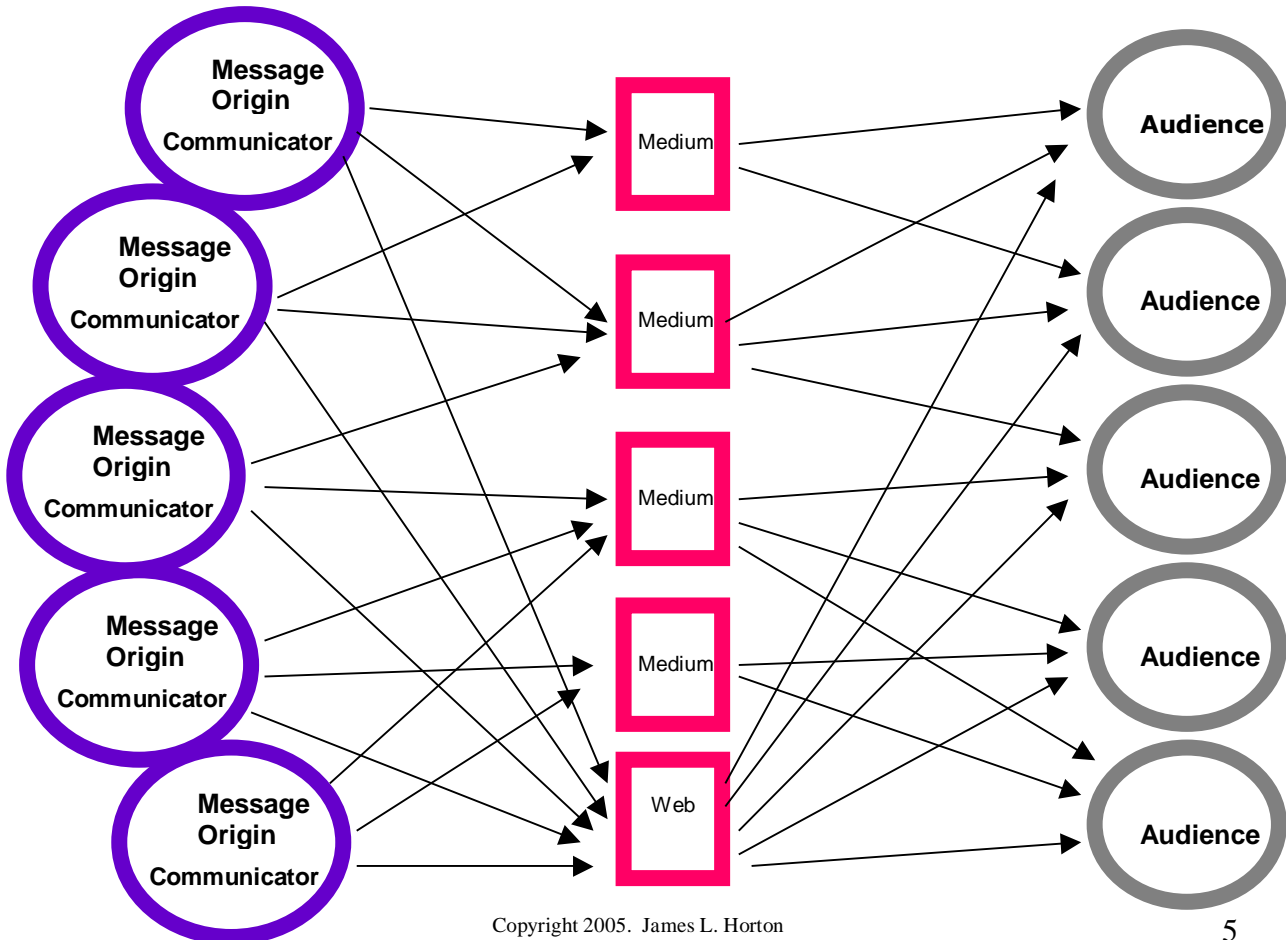 Message
Origin
Communicator
Message
Origin
Communicator
Message
Origin
Communicator
Message
Origin
Communicator
Message
Origin
Communicator
Medium
Medium
Medium
Medium
Web
Audience
Audience
Audience
Audience
Audience
Copyright 2005. James L. Horton
5